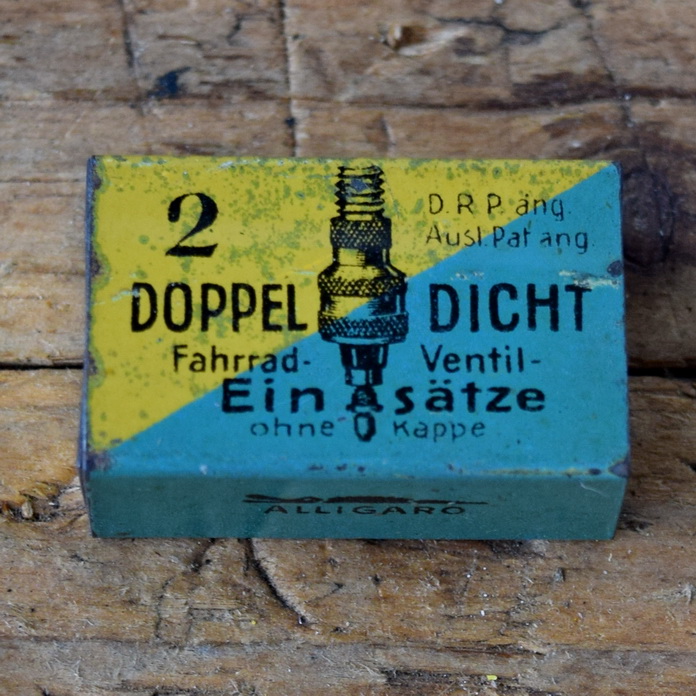 2
D.R.P. ang.
Ausl. Pat. ang.
DOPPEL DICHT
Fahrrad- Ventil-
Einsätze
ohne Kappe
ALLIGARO